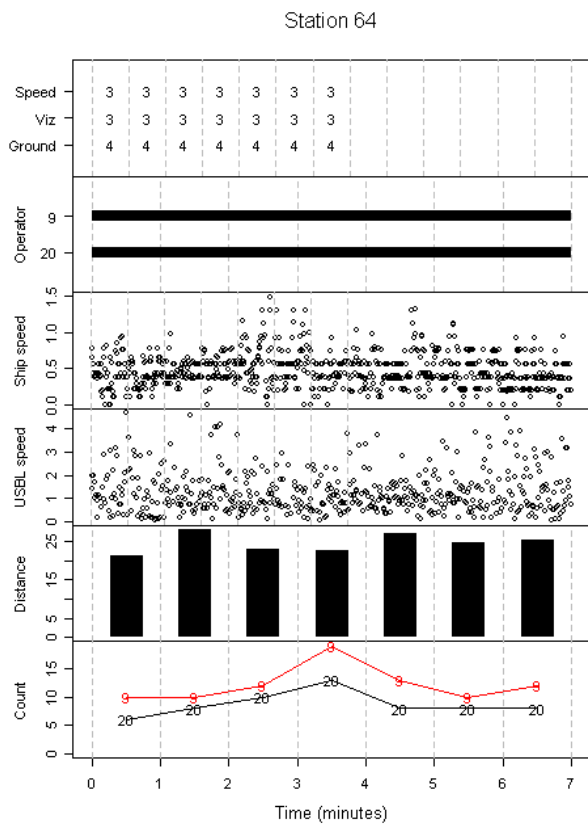 Station 64
Speed 3 3 3 3 3 3 3
Viz 3 3 3 3 3 3 3
Ground 4 4 4 4 4 4 4
Operator
9
20
Ship speed
1.5
1.0
0.5
0.0
USBL speed
4
3
2
1
0
Distance
25
15
5
0
Count
15
10
5
0
9 9 9 9 9 9 9
20 20 20 20 20 20 20
0 1 2 3 4 5 6 7
Time (minutes)